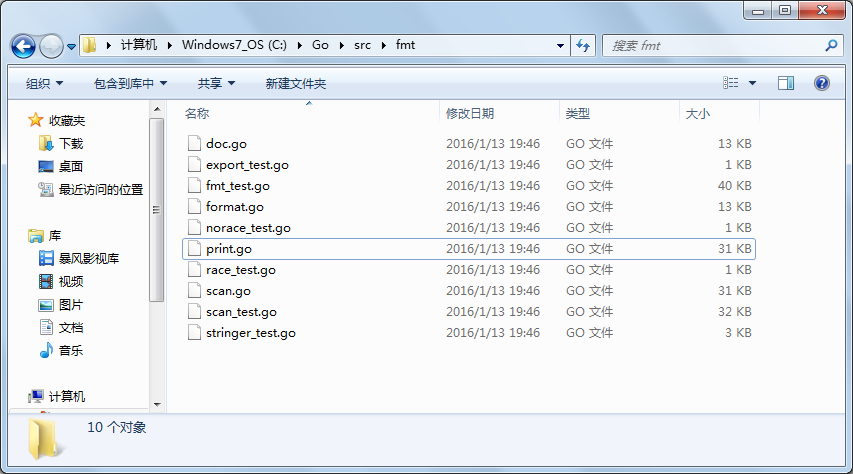 计算机 Windows7_OS (C:) Go src fmt
搜索 fmt
组织 包含到库中 共享 新建文件夹
名称 修改日期 类型 大小
收藏夹
下载
桌面
最近访问的位置
库
暴风影视库
视频
图片
文档
音乐
计算机
doc.go 2016/1/13 19:46 GO 文件 13 KB
export_test.go 2016/1/13 19:46 GO 文件 1 KB
fmt_test.go 2016/1/13 19:46 GO 文件 40 KB
format.go 2016/1/13 19:46 GO 文件 13 KB
norace_test.go 2016/1/13 19:46 GO 文件 1 KB
print.go 2016/1/13 19:46 GO 文件 31 KB
race_test.go 2016/1/13 19:46 GO 文件 1 KB
scan.go 2016/1/13 19:46 GO 文件 31 KB
scan_test.go 2016/1/13 19:46 GO 文件 32 KB
stringer_test.go 2016/1/13 19:46 GO 文件 3 KB
10 个对象